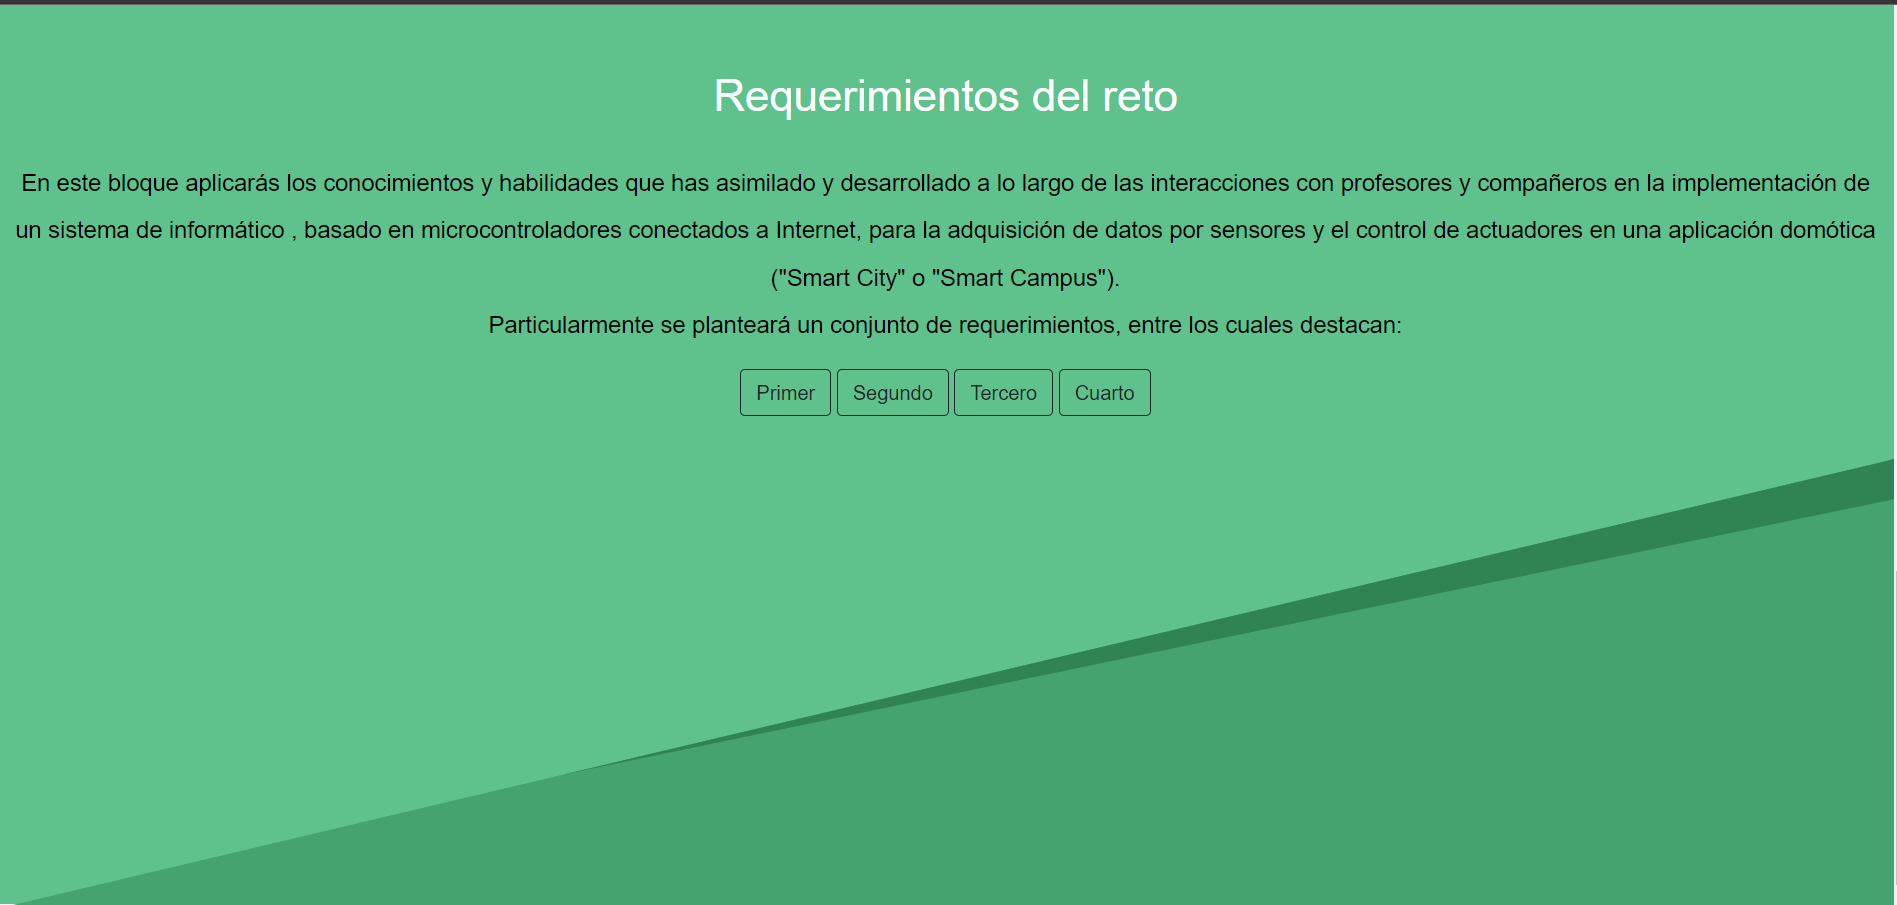 Requerimientos del reto
En este bloque aplicarás los conocimientos y habilidades que has asimilado y desarrollado a lo largo de las interacciones con profesores y compañeros en la implementación de
un sistema de informático , basado en microcontroladores conectados a Internet, para la adquisición de datos por sensores y el control de actuadores en una aplicación domótica
("Smart City" o "Smart Campus").
Particularmente se planteará un conjunto de requerimientos, entre los cuales destacan:
Primer Segundo Tercero Cuarto